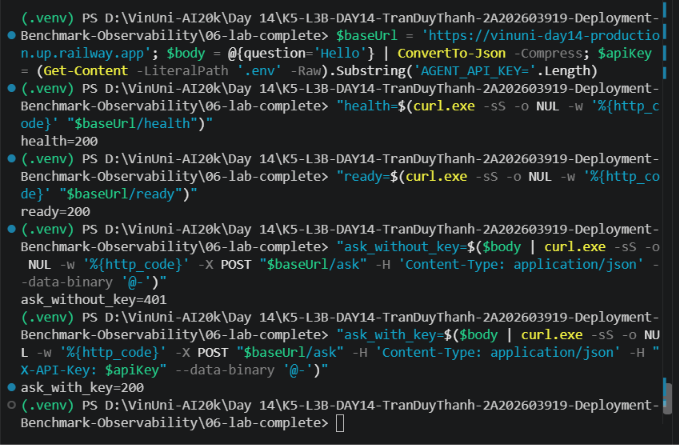 (.venv) PS D:\VinUni-AI20k\Day 14\K5-L3B-DAY14-TranDuyThanh-2A202603919-Deployment-
Benchmark-Observability\06-lab-complete> $baseUrl = 'https://vinuni-day14-productio
n.up.railway.app'; $body = @{question='Hello'} | ConvertTo-Json -Compress; $apiKey
= (Get-Content -LiteralPath '.env' -Raw).Substring('AGENT_API_KEY='.Length)
(.venv) PS D:\VinUni-AI20k\Day 14\K5-L3B-DAY14-TranDuyThanh-2A202603919-Deployment-
Benchmark-Observability\06-lab-complete> "health=$(curl.exe -sS -o NUL -w '%{http_c
ode}' "$baseUrl/health")"
health=200
(.venv) PS D:\VinUni-AI20k\Day 14\K5-L3B-DAY14-TranDuyThanh-2A202603919-Deployment-
Benchmark-Observability\06-lab-complete> "ready=$(curl.exe -sS -o NUL -w '%{http_co
de}' "$baseUrl/ready")"
ready=200
(.venv) PS D:\VinUni-AI20k\Day 14\K5-L3B-DAY14-TranDuyThanh-2A202603919-Deployment-
Benchmark-Observability\06-lab-complete> "ask_without_key=$($body | curl.exe -sS -o
NUL -w '%{http_code}' -X POST "$baseUrl/ask" -H 'Content-Type: application/json' -
-data-binary '@-')"
ask_without_key=401
(.venv) PS D:\VinUni-AI20k\Day 14\K5-L3B-DAY14-TranDuyThanh-2A202603919-Deployment-
Benchmark-Observability\06-lab-complete> "ask_with_key=$($body | curl.exe -sS -o NU
L -w '%{http_code}' -X POST "$baseUrl/ask" -H 'Content-Type: application/json' -H "
X-API-Key: $apiKey" --data-binary '@-')"
ask_with_key=200
(.venv) PS D:\VinUni-AI20k\Day 14\K5-L3B-DAY14-TranDuyThanh-2A202603919-Deployment-
Benchmark-Observability\06-lab-complete>